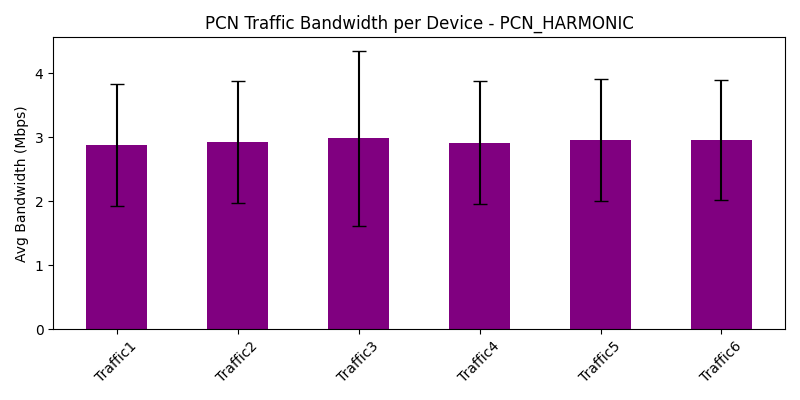 PCN Traffic Bandwidth per Device - PCN_HARMONIC
Avg Bandwidth (Mbps)
4
3
2
1
0
Traffic1
Traffic2
Traffic3
Traffic4
Traffic5
Traffic6